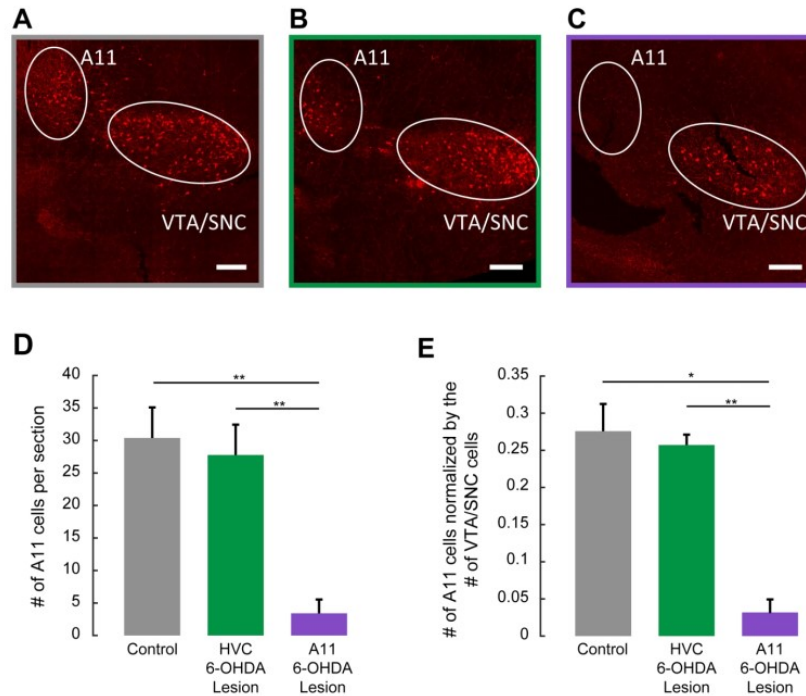 A
A11
VTA/SNC
B
A11
VTA/SNC
C
A11
VTA/SNC
D
# of A11 cells per section
40
35
30
25
20
15
10
5
0
**
**
Control
HVC
6-OHDA
Lesion
A11
6-OHDA
Lesion
E
# of A11 cells normalized by the
# of VTA/SNC cells
0.35
0.3
0.25
0.2
0.15
0.1
0.05
0
*
**
Control
HVC
6-OHDA
Lesion
A11
6-OHDA
Lesion